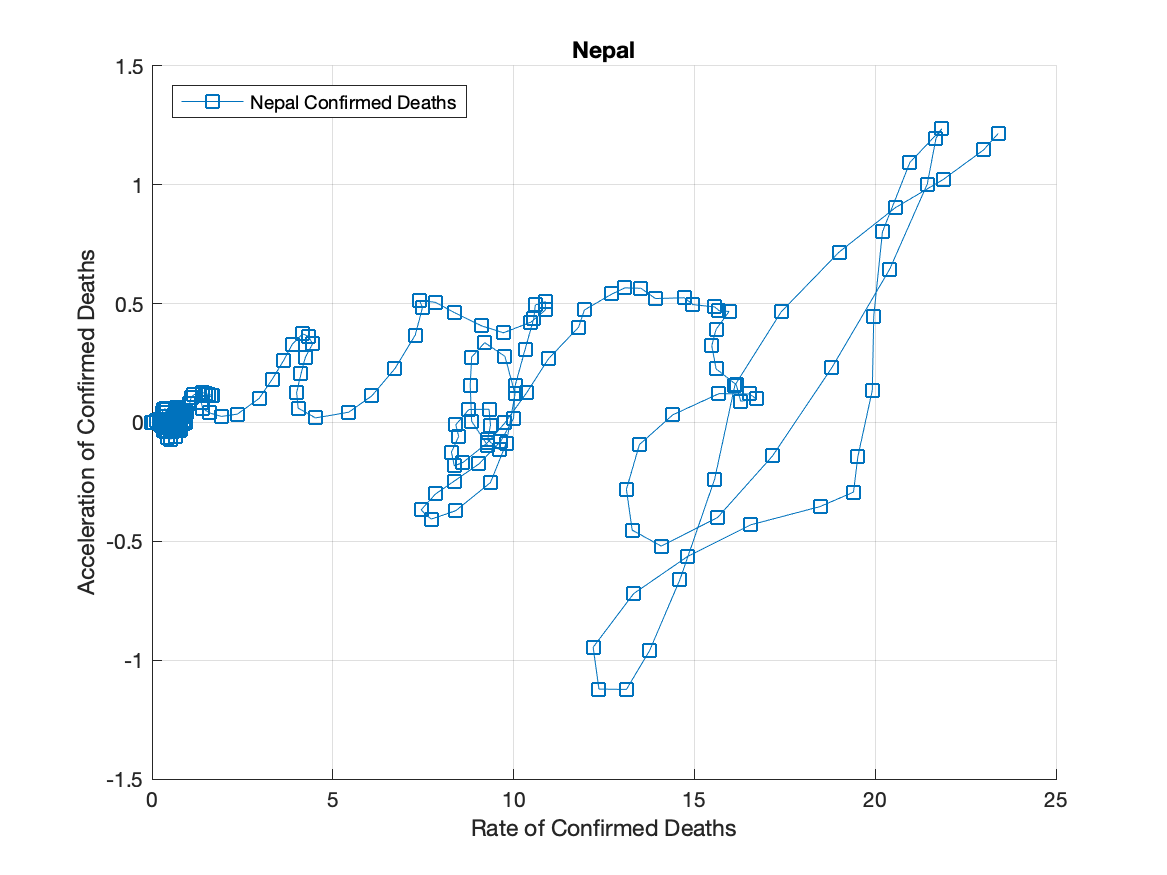 Nepal
1.5
Nepal Confirmed Deaths
1
0.5
0
-0.5
-1
-1.5
Acceleration of Confirmed Deaths
0 5 10 15 20 25
Rate of Confirmed Deaths